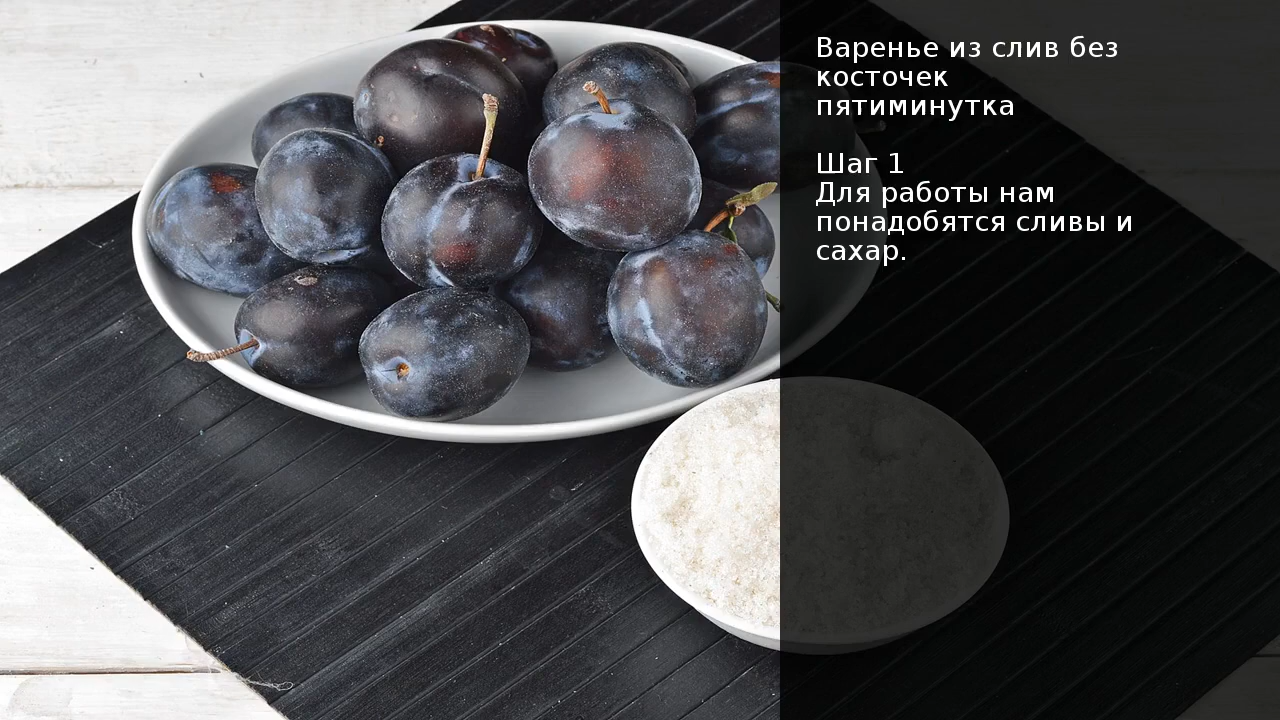 Варенье из слив без
косточек
пятиминутка
Шаг 1
Для работы нам
понадобятся сливы и
сахар.